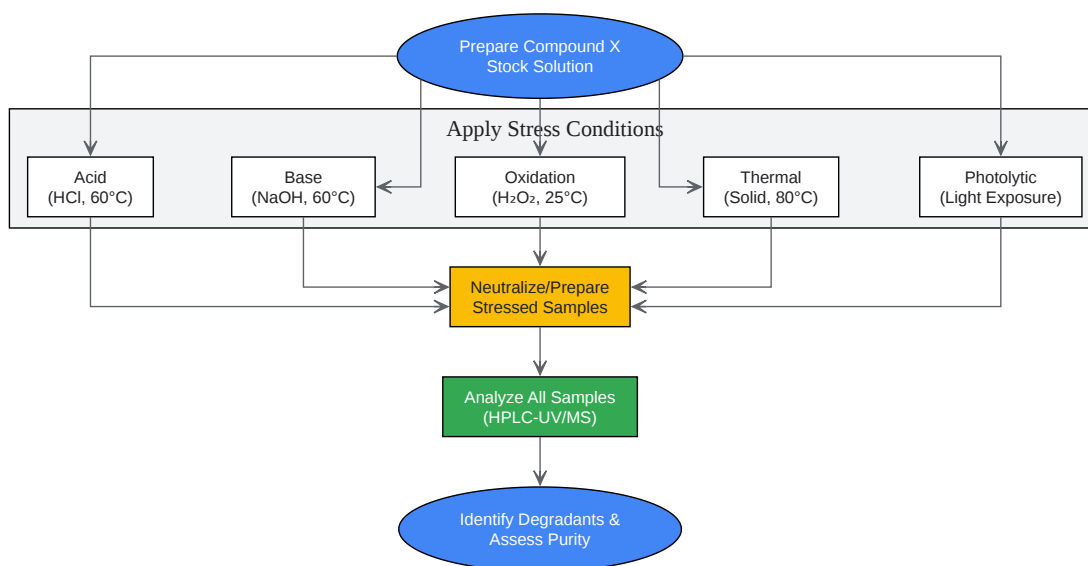 Prepare Compound X
Stock Solution
Apply Stress Conditions
Acid
(HCl, 60°C)
Base
(NaOH, 60°C)
Oxidation
(H₂O₂, 25°C)
Thermal
(Solid, 80°C)
Photolytic
(Light Exposure)
Neutralize/Prepare
Stressed Samples
Analyze All Samples
(HPLC-UV/MS)
Identify Degradants &
Assess Purity